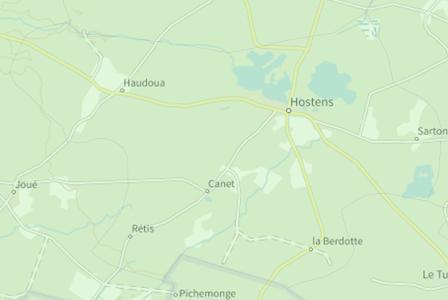 Haudoua
Hostens
Sarton
Joué
Canet
Rétis
la Berdotte
Le Tu
Pichemonge